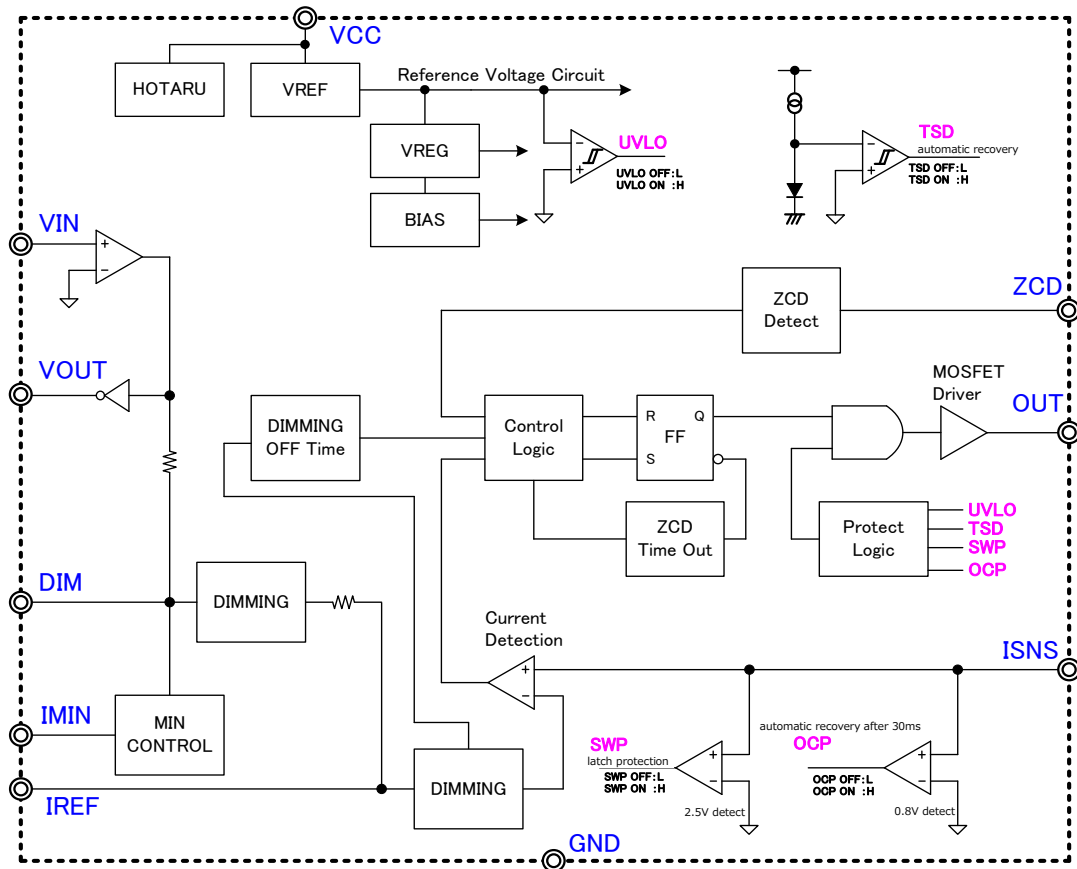 VCC
HOTARU
VREF
Reference Voltage Circuit
VREG
BIAS
−
+
UVLO
UVLO OFF:L
UVLO ON :H
−
+
TSD
automatic recovery
TSD OFF:L
TSD ON :H
VIN
+
−
VOUT
ZCD
ZCD
Detect
MOSFET
Driver
OUT
DIMMING
OFF Time
Control
Logic
R
Q
FF
S
ZCD
Time Out
Protect
Logic
UVLO
TSD
SWP
OCP
DIM
DIMMING
Current
Detection
+
−
ISNS
IMIN
MIN
CONTROL
IREF
DIMMING
SWP
latch protection
SWP OFF:L
SWP ON :H
+
−
2.5V detect
automatic recovery after 30ms
OCP
OCP OFF:L
OCP ON :H
+
−
0.8V detect
GND